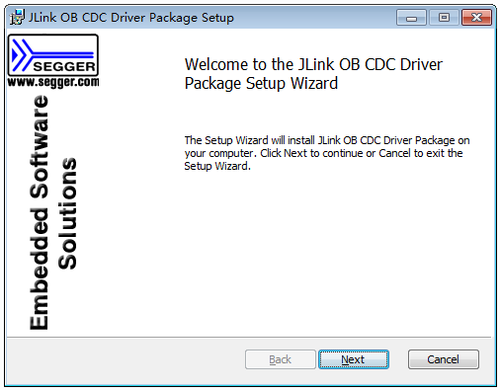 JLink OB CDC Driver Package Setup
SEGGER
www.segger.com
Embedded Software
Solutions
Welcome to the JLink OB CDC Driver
Package Setup Wizard
The Setup Wizard will install JLink OB CDC Driver Package on
your computer. Click Next to continue or Cancel to exit the
Setup Wizard.
Back
Next
Cancel